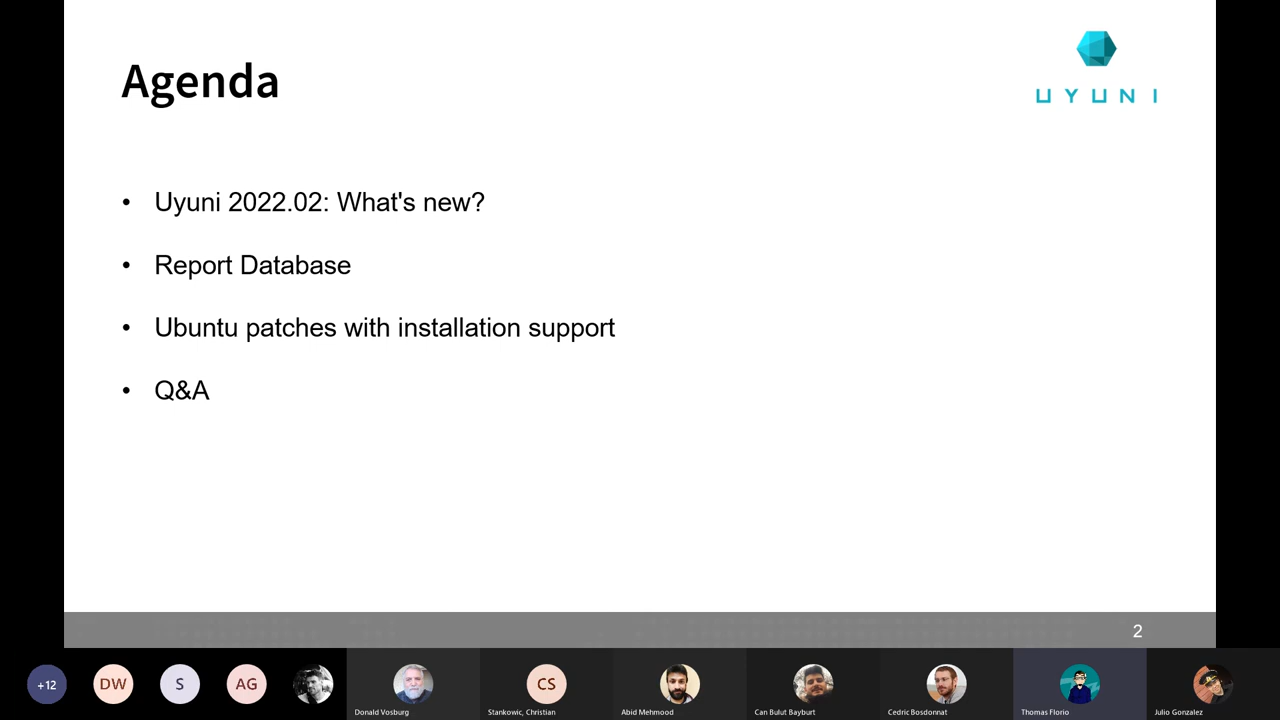 Agenda
UYUNI
• Uyuni 2022.02: What's new?
• Report Database
• Ubuntu patches with installation support
• Q&A
2
+12
DW
S
AG
CS
Donald Vosburg
Stankowic, Christian
Abid Mehmood
Can Bulut Bayburt
Cedric Bosdonnat
Thomas Florio
Julio Gonzalez